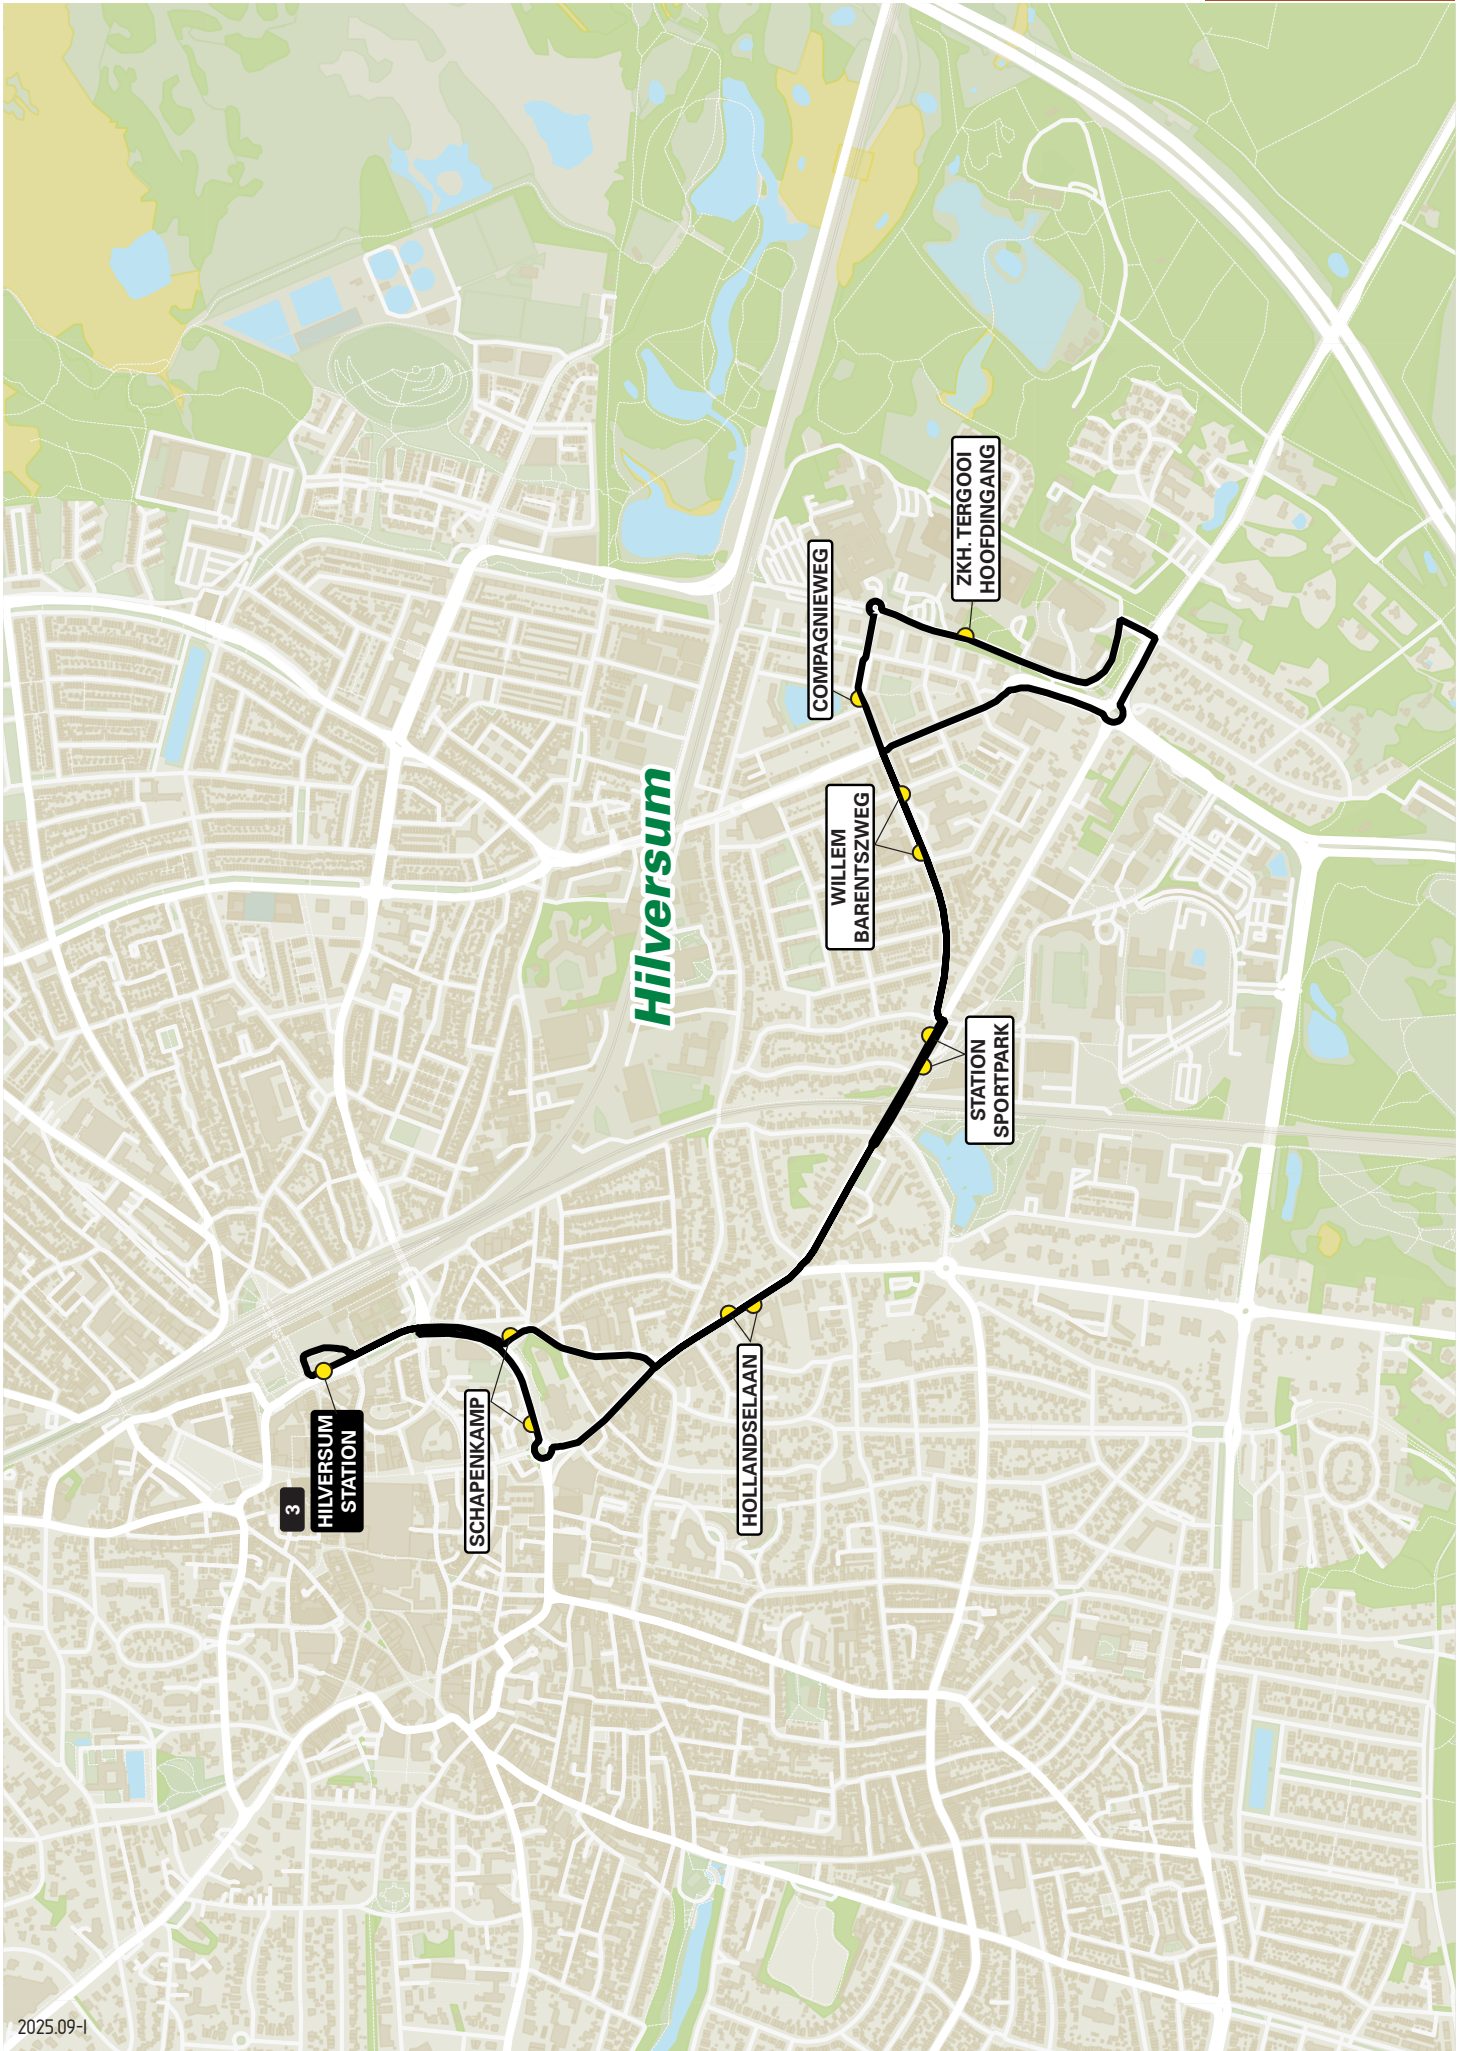 ZKH. TERGOOI
HOOFDINGANG
COMPAGNIEWEG
WILLEM
BARENTSZWEG
Hilversum
STATION
SPORTPARK
HOLLANDSELAAN
SCHAPENKAMP
3
HILVERSUM
STATION
2025.09-I